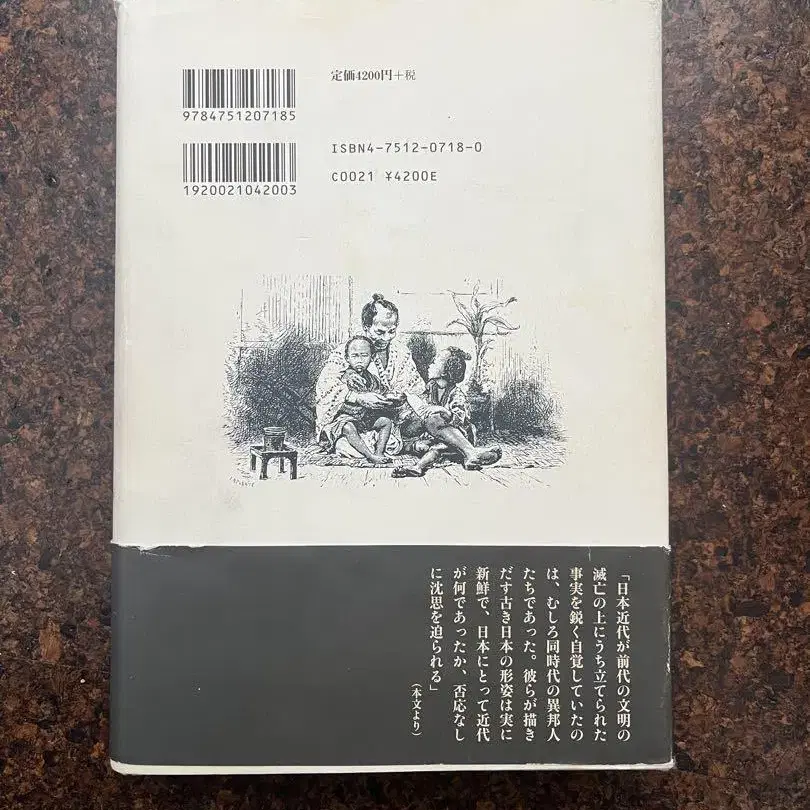 定価4200円+税
9784751207185
ISBN4-7512-0718-0
1920021042003
C0021 ¥4200E
「日本近代が前代の文明の
滅亡の上にうち立てられた
事実を鋭く自覚していたの
は、むしろ同時代の異邦人
たちであった。彼らが描き
だす古き日本の形姿は実に
新鮮で、日本にとって近代
が何であったか、否応なし
に沈思を迫られる」
(本文より)